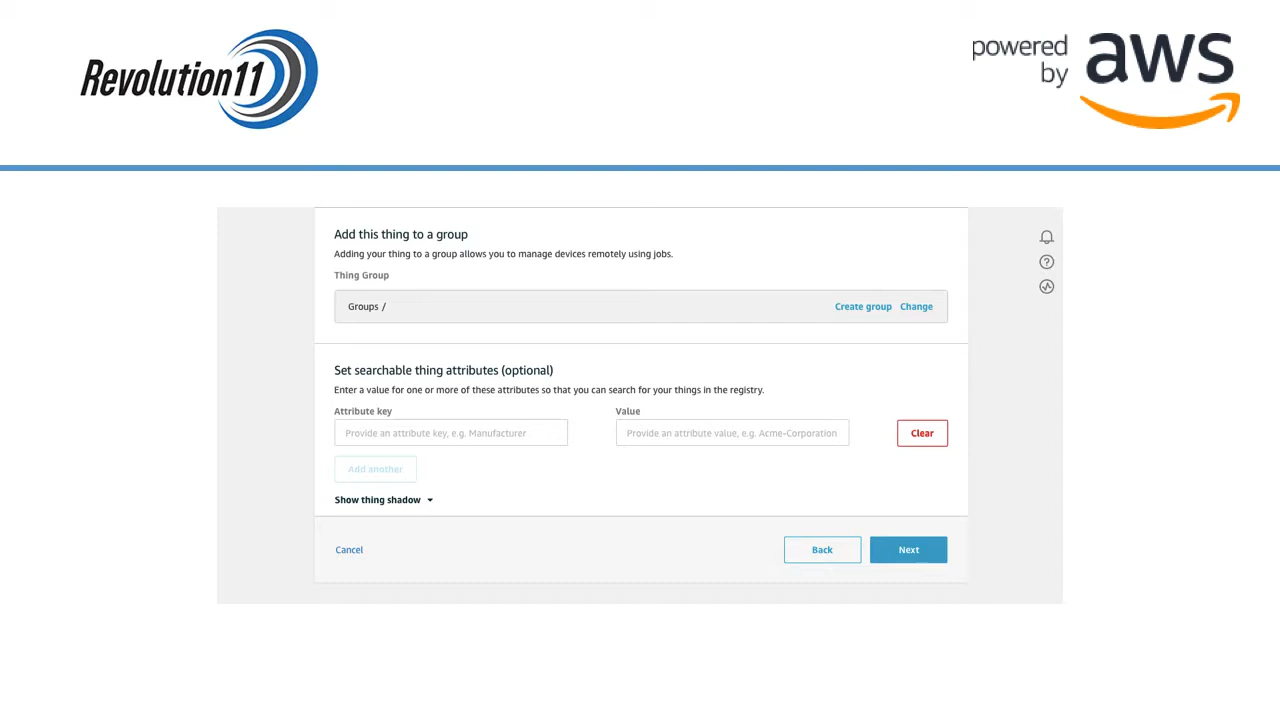 Revolution11
powered
by
aws
Add this thing to a group
Adding your thing to a group allows you to manage devices remotely using jobs.
Thing Group
Groups /
Create group Change
Set searchable thing attributes (optional)
Enter a value for one or more of these attributes so that you can search for your things in the registry.
Attribute key
Value
Provide an attribute key, e.g. Manufacturer
Provide an attribute value, e.g. Acme-Corporation
Clear
Add another
Show thing shadow
Cancel
Back
Next